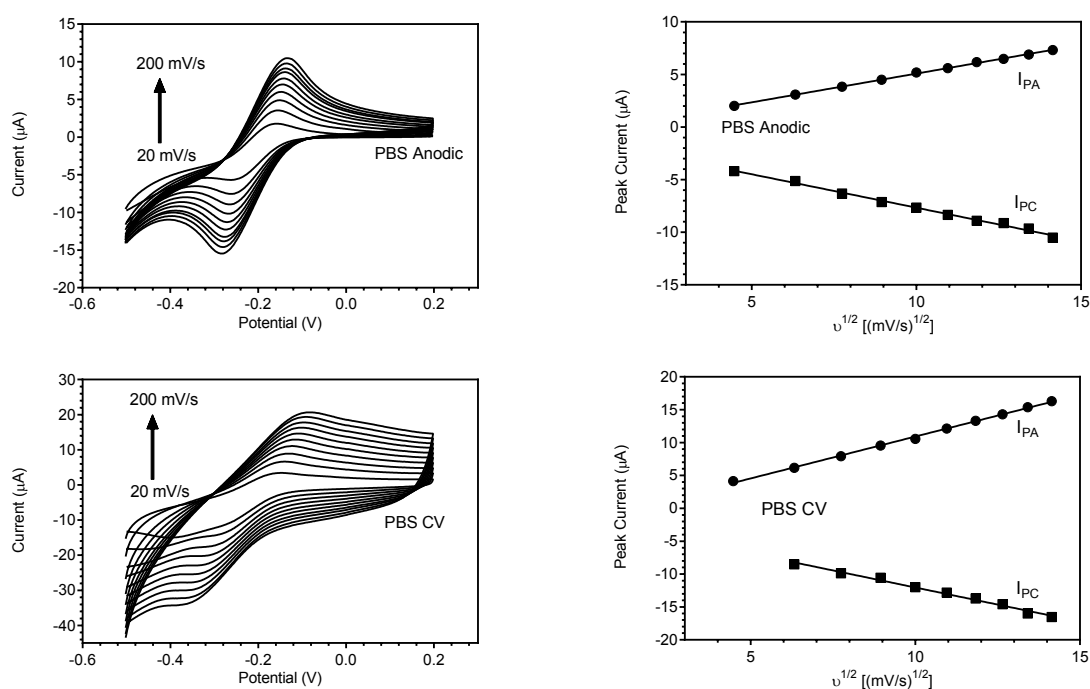 15
10
5
0
-5
-10
-15
-20
Current (μA)
200 mV/s
20 mV/s
PBS Anodic
-0.6 -0.4 -0.2 0.0 0.2
Potential (V)
10
5
0
-5
-10
-15
Peak Current (μA)
I_PA
PBS Anodic
I_PC
5 10 15
υ^1/2 [(mV/s)^1/2]
30
20
10
0
-10
-20
-30
-40
Current (μA)
200 mV/s
20 mV/s
PBS CV
-0.6 -0.4 -0.2 0.0 0.2
Potential (V)
20
15
10
5
0
-5
-10
-15
-20
Peak Current (μA)
I_PA
PBS CV
I_PC
5 10 15
υ^1/2 [(mV/s)^1/2]